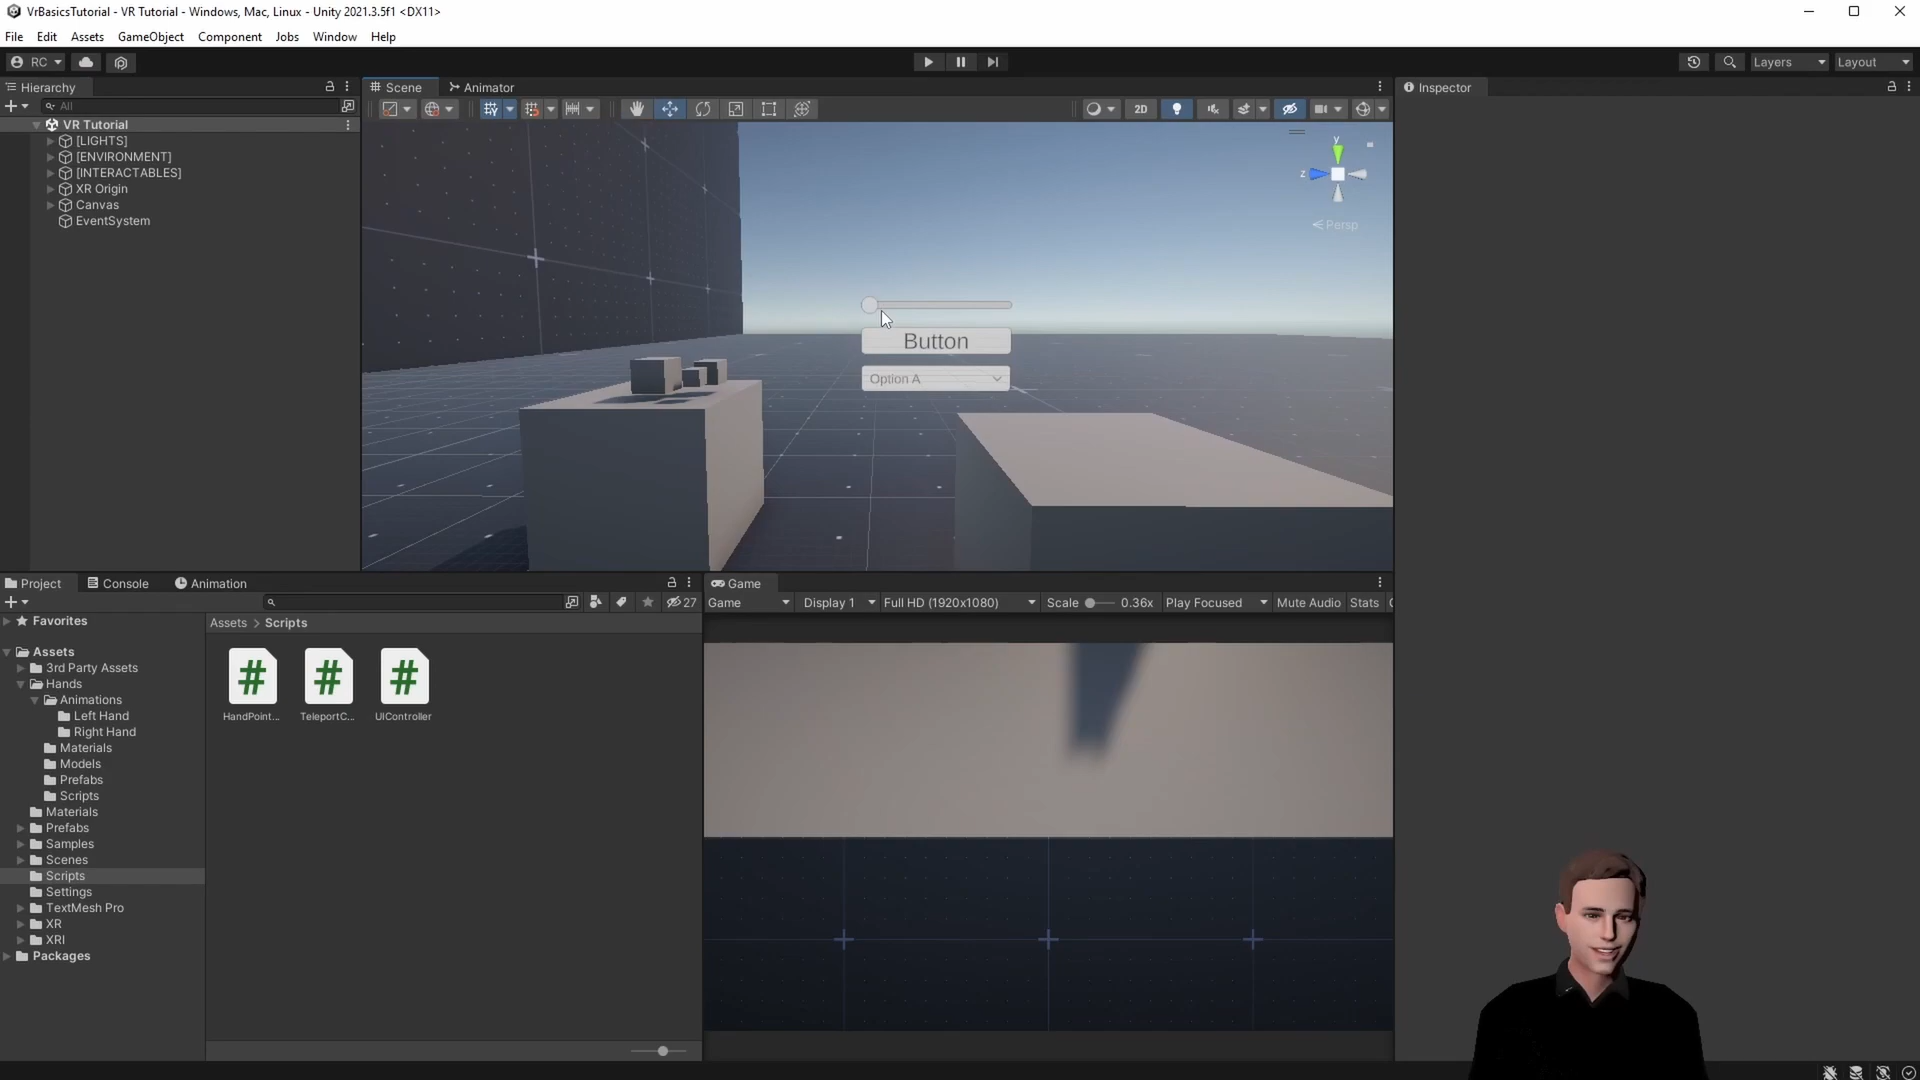 VrBasicsTutorial - VR Tutorial - Windows, Mac, Linux - Unity 2021.3.5f1 <DX11>
File Edit Assets GameObject Component Jobs Window Help
RC Layers Layout
Hierarchy
All
VR Tutorial
[LIGHTS]
[ENVIRONMENT]
[INTERACTABLES]
XR Origin
Canvas
EventSystem
Scene Animator
2D
y
z
Persp
Button
Option A
Inspector
Project Console Animation
27
Favorites
Assets
3rd Party Assets
Hands
Animations
Left Hand
Right Hand
Materials
Models
Prefabs
Scripts
Materials
Prefabs
Samples
Scenes
Scripts
Settings
TextMesh Pro
XR
XRI
Packages
Assets > Scripts
# # #
HandPoint... TeleportC... UIController
Game
Game Display 1 Full HD (1920x1080) Scale 0.36x Play Focused Mute Audio Stats